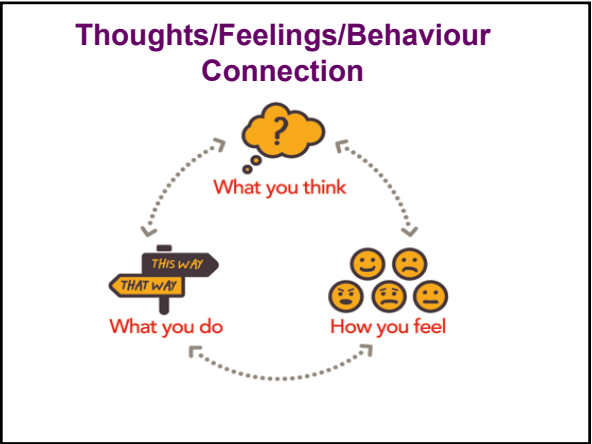 Thoughts/Feelings/Behaviour
Connection
?
What you think
THIS WAY
THAT WAY
What you do
How you feel